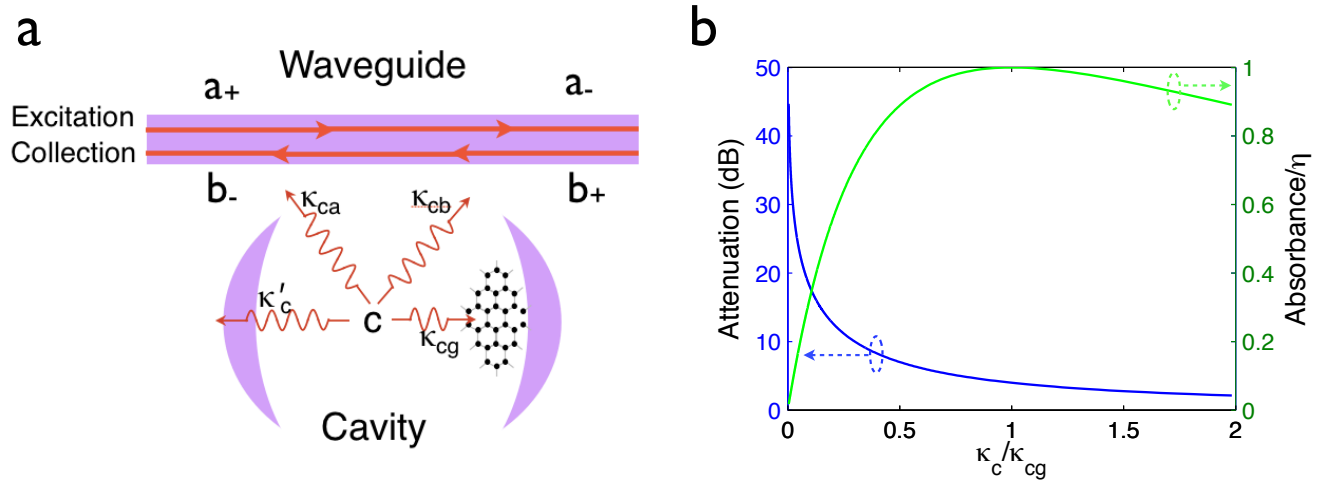 a
Waveguide
a+
a-
Excitation
Collection
b-
b+
κca
κcb
κ′c
c
κcg
Cavity
b
50
40
30
20
10
0
Attenuation (dB)
1
0.8
0.6
0.4
0.2
0
Absorbance/η
0
0.5
1
1.5
2
κc/κcg